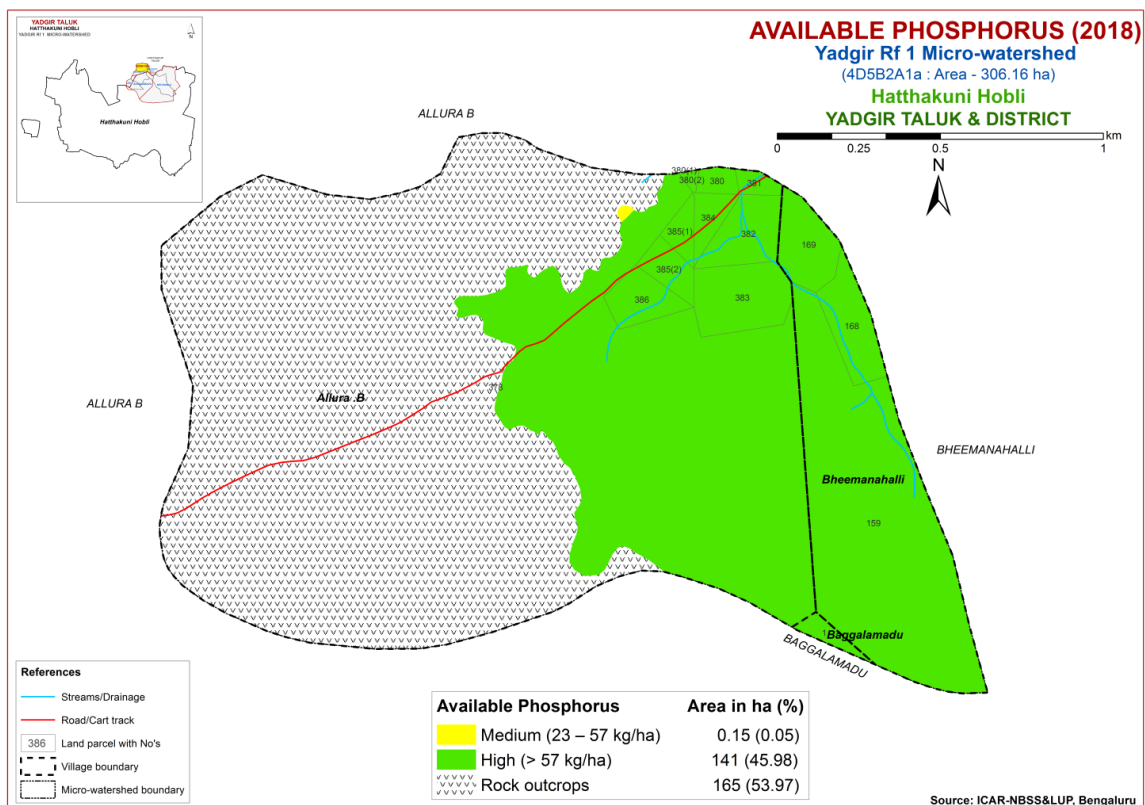 YADGIR TALUK
HATTHAKUNI HOBLI
YADGIR Rf 1 MICRO-WATERSHED
N
Hatthakuni Hobli
AVAILABLE PHOSPHORUS (2018)
Yadgir Rf 1 Micro-watershed
(4D5B2A1a : Area - 306.16 ha)
Hatthakuni Hobli
YADGIR TALUK & DISTRICT
km
0 0.25 0.5 1
N
ALLURA B
380(1)
380(2) 380 381
384
385(1) 382 169
385(2)
386 383
168
378
ALLURA B
Allura .B
BHEEMANAHALLI
Bheemanahalli
159
Baggalamadu
BAGGALAMADU
References
Streams/Drainage
Road/Cart track
386 Land parcel with No's
Village boundary
Micro-watershed boundary
Available Phosphorus Area in ha (%)
Medium (23 – 57 kg/ha) 0.15 (0.05)
High (> 57 kg/ha) 141 (45.98)
Rock outcrops 165 (53.97)
Source: ICAR-NBSS&LUP, Bengaluru